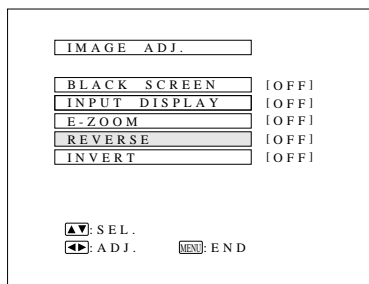 IMAGE ADJ.
BLACK SCREEN [OFF]
INPUT DISPLAY [OFF]
E-ZOOM [OFF]
REVERSE [OFF]
INVERT [OFF]
▲▼:SEL.
◀▶:ADJ. MENU:END